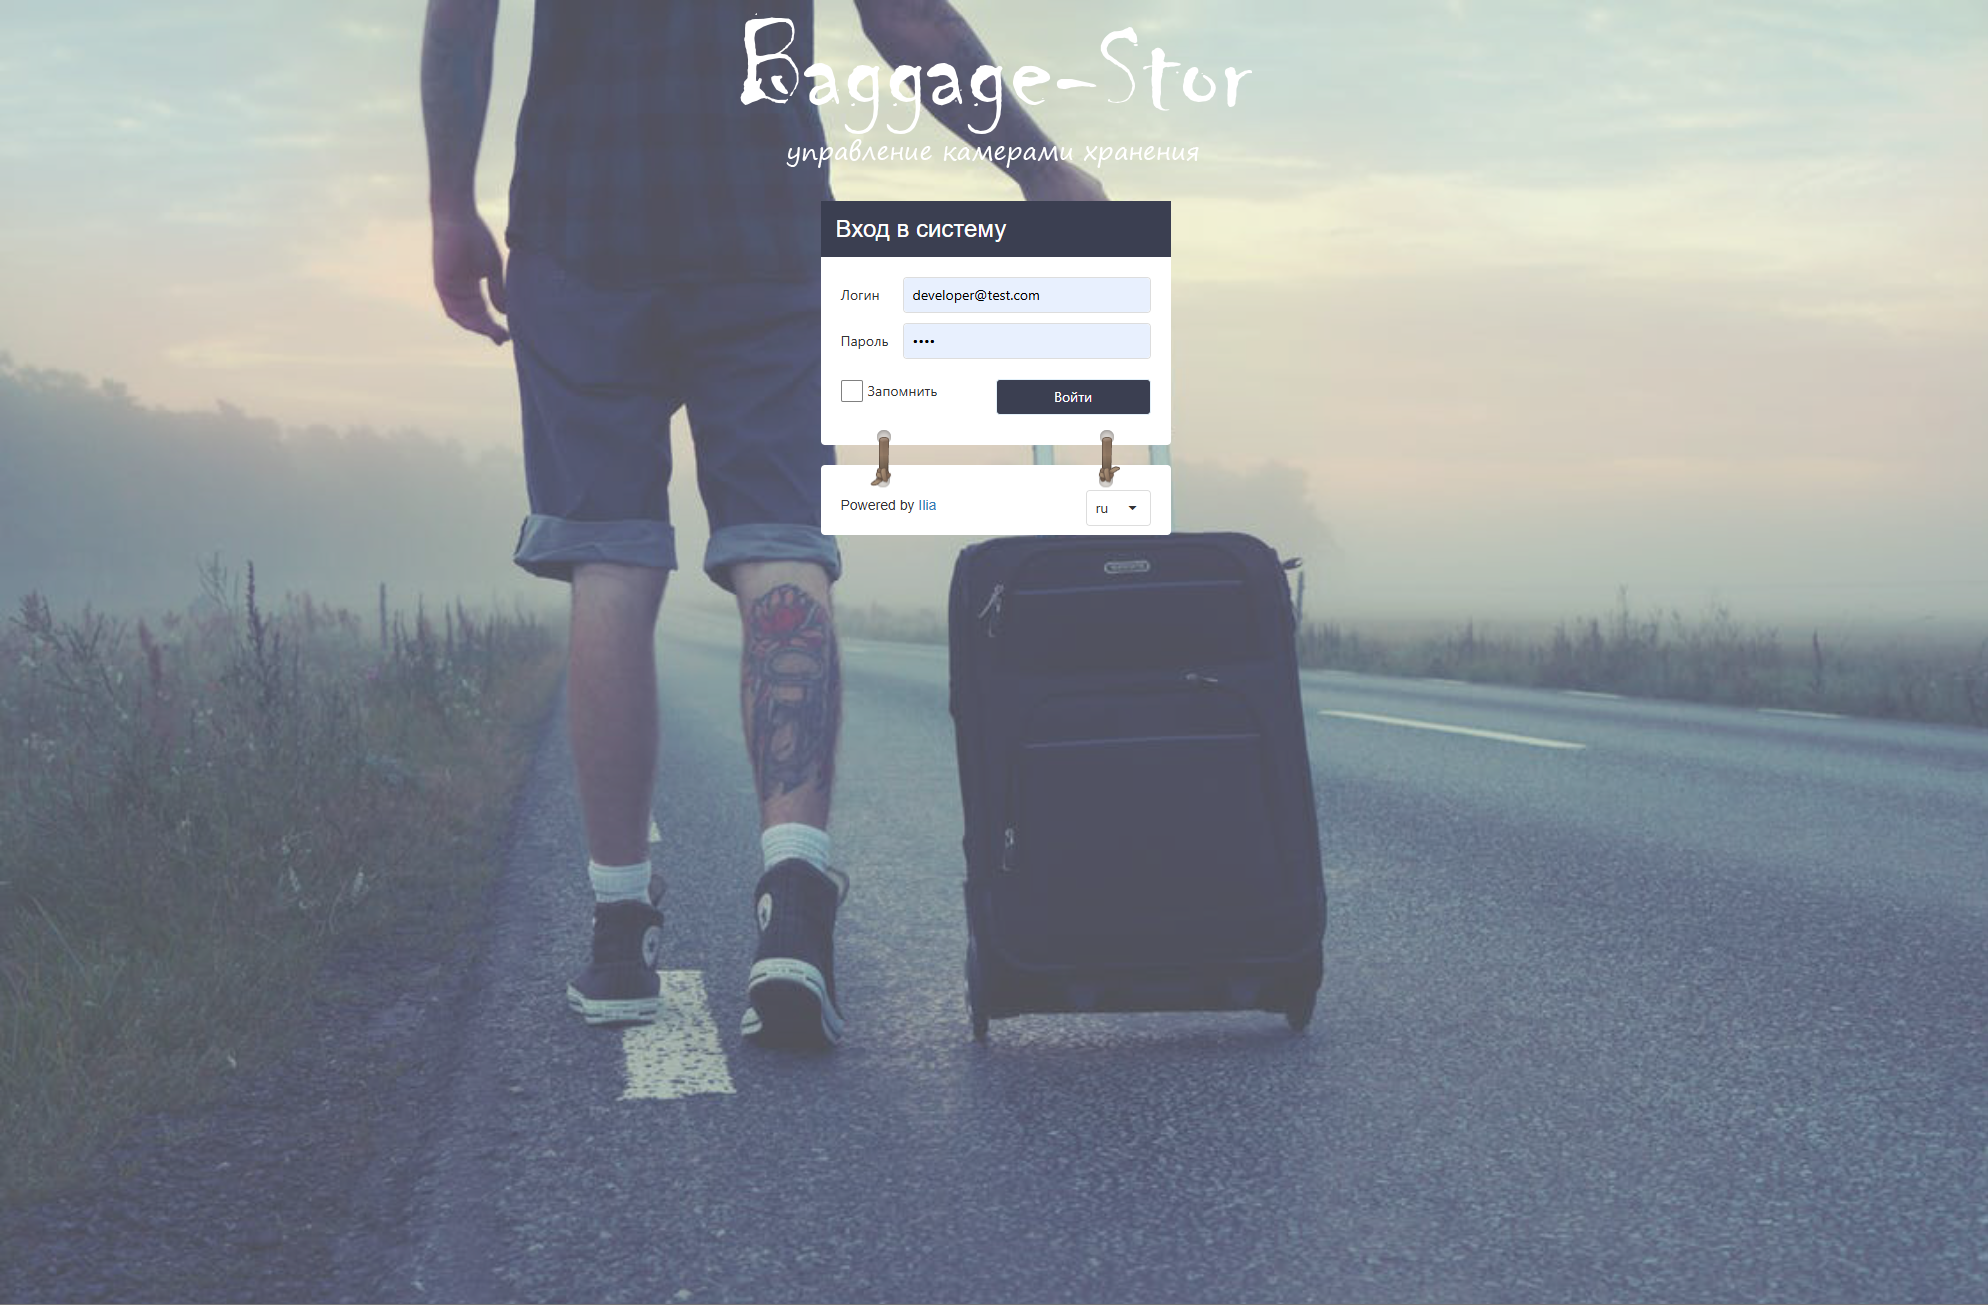 Baggage-Stor
управление камерами хранения
Вход в систему
Логин developer@test.com
Пароль ••••
Запомнить Войти
Powered by Ilia ru